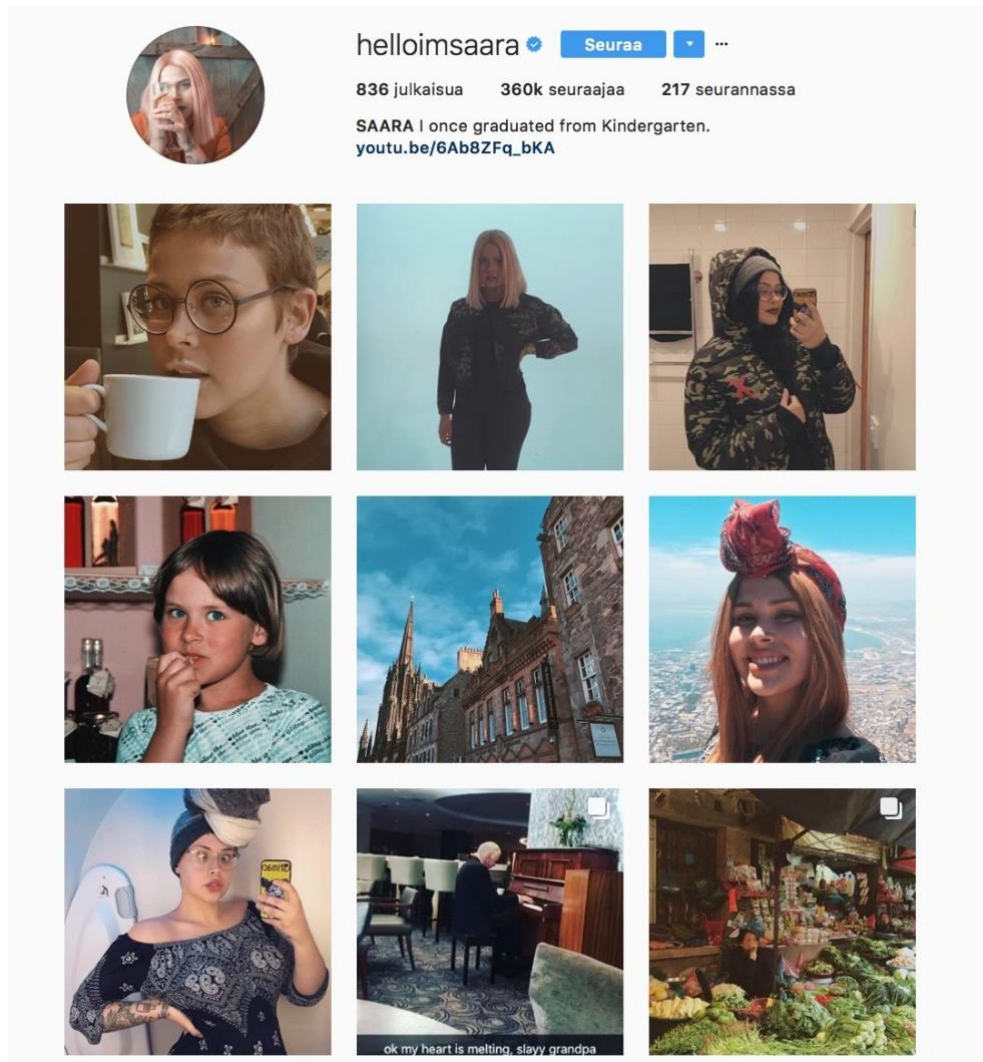 helloimsaara
Seuraa
836 julkaisua 360k seuraajaa 217 seurannassa
SAARA I once graduated from Kindergarten.
youtu.be/6Ab8ZFq_bKA
ok my heart is melting, slayy grandpa